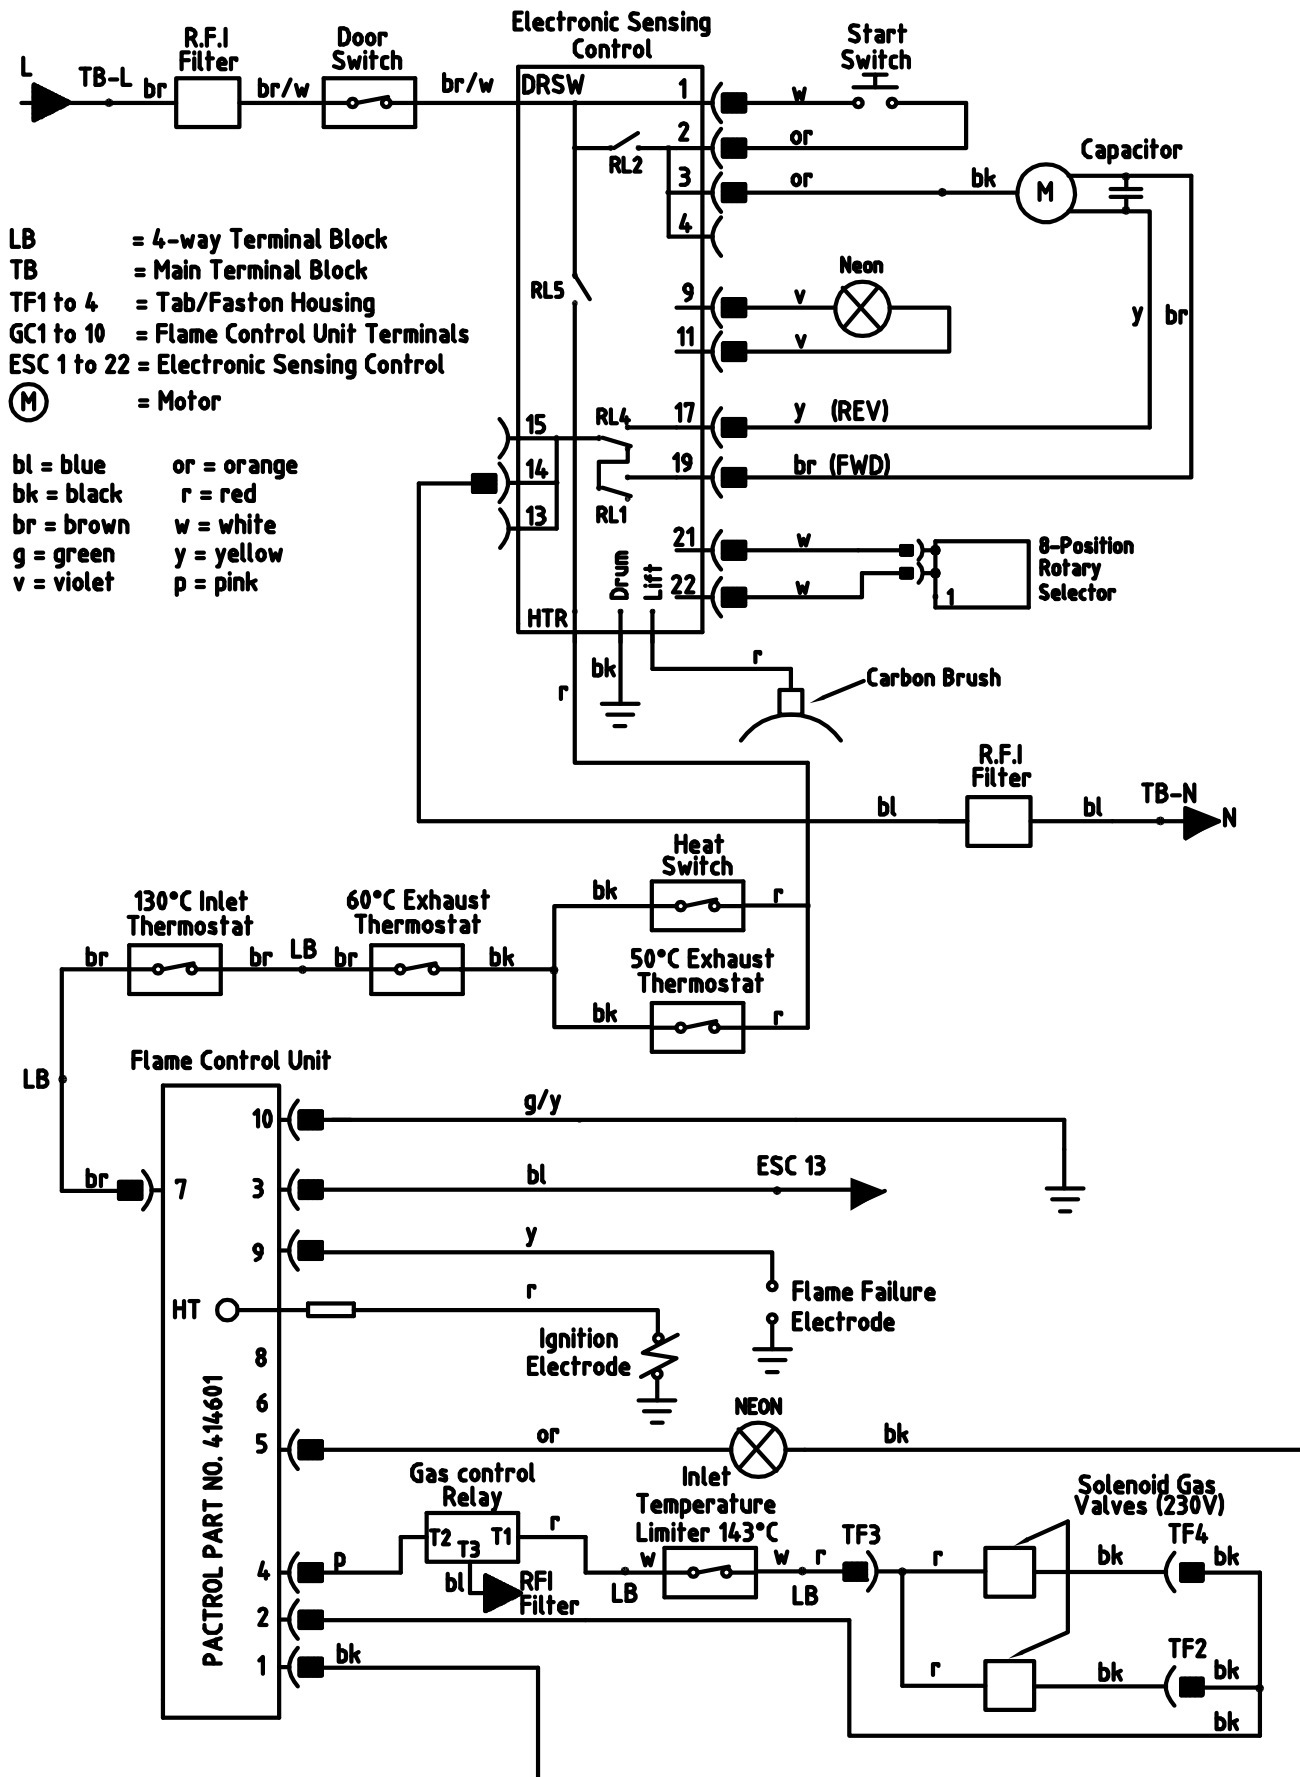 Electronic Sensing
Control
Start
Switch
R.F.I
Filter
Door
Switch
L
TB-L
br
br/w
br/w
DRSW
1
w
2
or
RL2
3
or
bk
M
Capacitor
4
LB = 4-way Terminal Block
TB = Main Terminal Block
TF1 to 4 = Tab/Faston Housing
GC1 to 10 = Flame Control Unit Terminals
ESC 1 to 22 = Electronic Sensing Control
M = Motor
RL5
9
v
Neon
11
v
y
br
bl = blue or = orange
bk = black r = red
br = brown w = white
g = green y = yellow
v = violet p = pink
15
RL4
17
y (REV)
14
19
br (FWD)
13
RL1
21
w
22
w
1
8-Position
Rotary
Selector
Drum
Lift
HTR
bk
r
r
Carbon Brush
R.F.I
Filter
bl
bl
TB-N
N
Heat
Switch
bk
r
130°C Inlet
Thermostat
60°C Exhaust
Thermostat
br
br
LB
br
bk
50°C Exhaust
Thermostat
bk
r
Flame Control Unit
LB
10
g/y
br
7
3
bl
ESC 13
9
y
HT
r
Flame Failure
Electrode
Ignition
Electrode
8
6
5
or
NEON
bk
PACTROL PART NO. 414601
Gas control
Relay
T2
T1
T3
r
bl
RFI
Filter
Inlet
Temperature
Limiter 143°C
w
LB
w
r
LB
TF3
Solenoid Gas
Valves (230V)
r
bk
TF4
bk
4
p
2
1
bk
r
bk
TF2
bk
bk